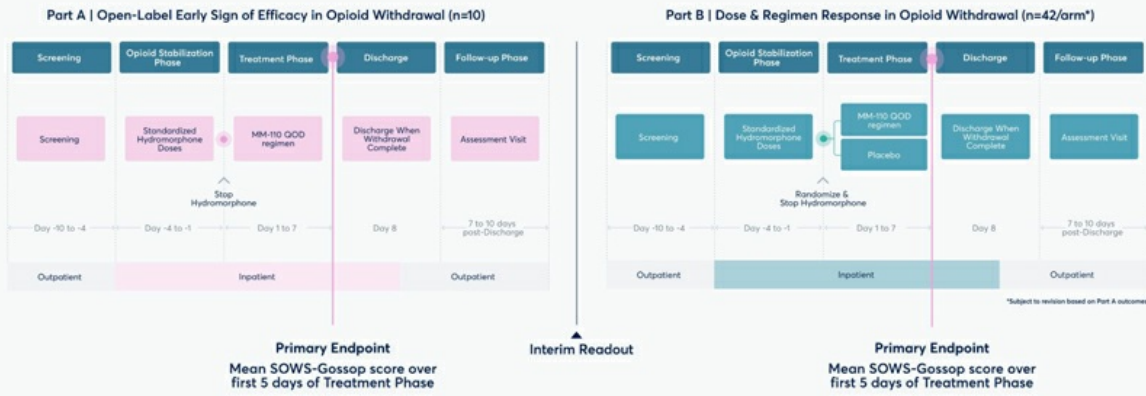 Part A | Open-Label Early Sign of Efficacy in Opioid Withdrawal (n=10)
Screening
Opioid Stabilization
Phase
Treatment Phase
Discharge
Follow-up Phase
Screening
Standardized
Hydromorphone
Doses
MM-110 QOD
regimen
Discharge When
Withdrawal
Complete
Assessment Visit
Stop
Hydromorphone
Day -10 to -4
Day -4 to -1
Day 1 to 7
Day 8
7 to 10 days
post-Discharge
Outpatient
Inpatient
Outpatient
Primary Endpoint
Mean SOWS-Gossop score over
first 5 days of Treatment Phase
Interim Readout
Part B | Dose & Regimen Response in Opioid Withdrawal (n=42/arm*)
Screening
Opioid Stabilization
Phase
Treatment Phase
Discharge
Follow-up Phase
Screening
Standardized
Hydromorphone
Doses
MM-110 QOD
regimen
Placebo
Discharge When
Withdrawal
Complete
Assessment Visit
Randomize &
Stop Hydromorphone
Day -10 to -4
Day -4 to -1
Day 1 to 7
Day 8
7 to 10 days
post-Discharge
Outpatient
Inpatient
Outpatient
*Subject to revision based on Part A outcome
Primary Endpoint
Mean SOWS-Gossop score over
first 5 days of Treatment Phase